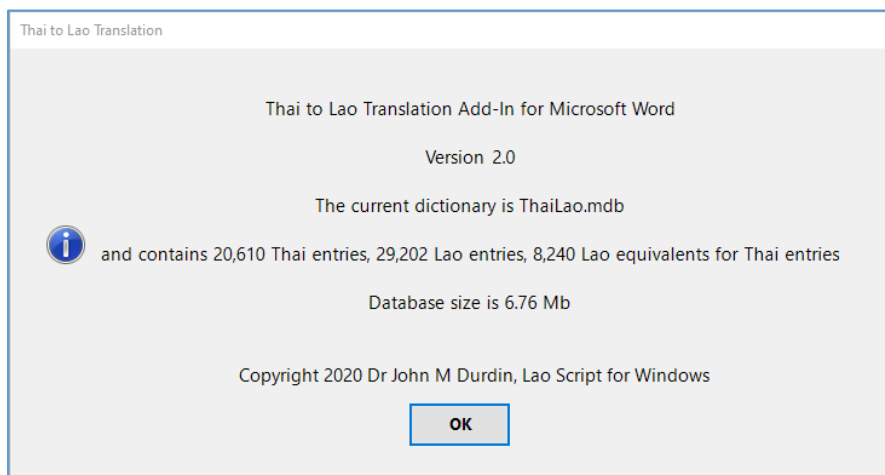 Thai to Lao Translation
Thai to Lao Translation Add-In for Microsoft Word
Version 2.0
The current dictionary is ThaiLao.mdb
and contains 20,610 Thai entries, 29,202 Lao entries, 8,240 Lao equivalents for Thai entries
Database size is 6.76 Mb
Copyright 2020 Dr John M Durdin, Lao Script for Windows
OK